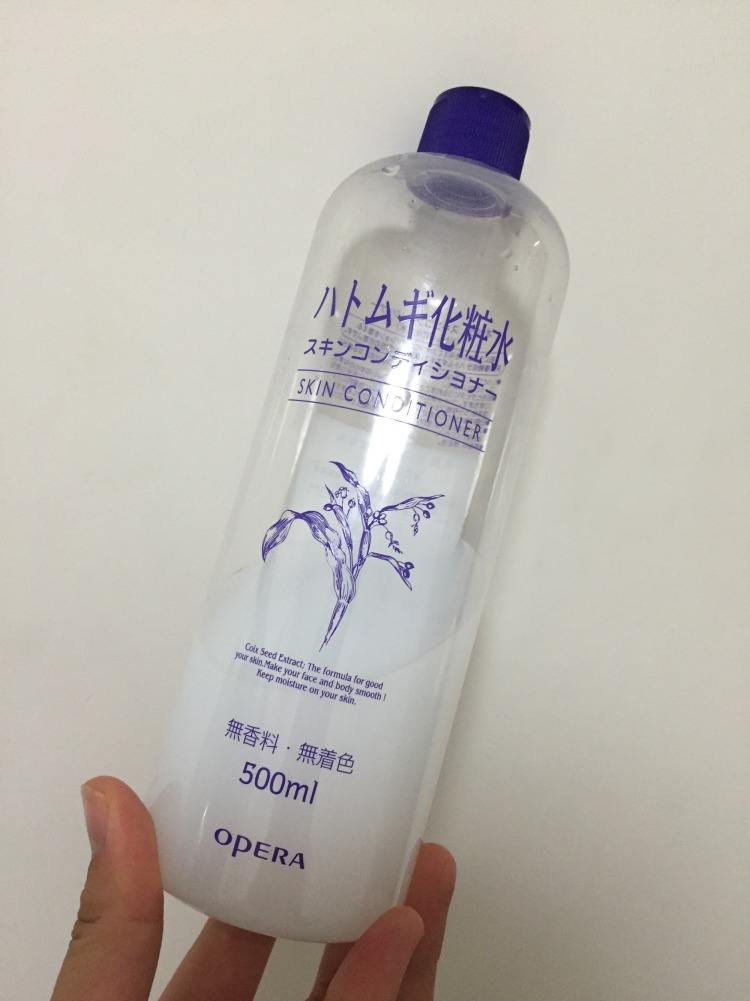 ハトムギ化粧水
スキンコンディショナー
SKIN CONDITIONER
Coix Seed Extract; The formula for good
your skin.Make your face and body smooth !
Keep moisture on your skin.
無香料・無着色
500ml
OPERA